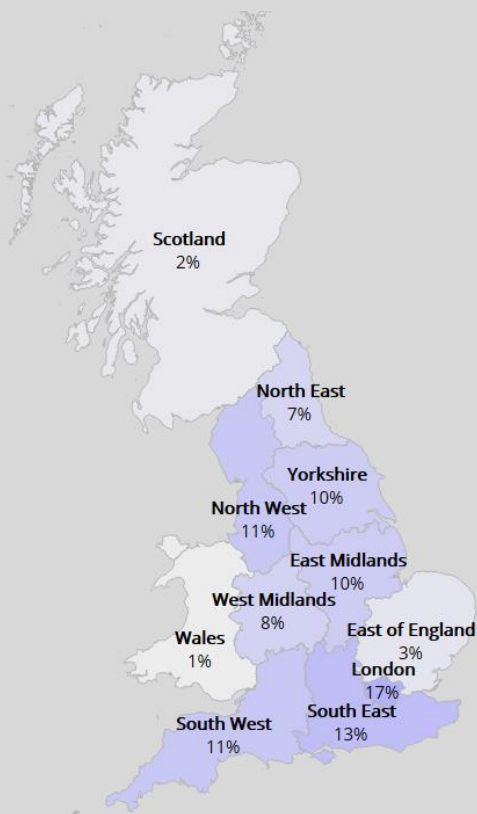 Scotland
2%
North East
7%
Yorkshire
10%
North West
11%
East Midlands
10%
West Midlands
8%
Wales
1%
East of England
3%
London
17%
South East
13%
South West
11%